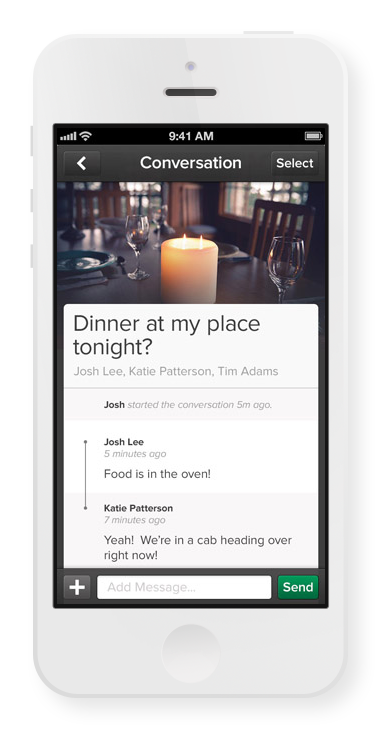 9:41 AM
Conversation
Select
Dinner at my place
tonight?
Josh Lee, Katie Patterson, Tim Adams
Josh started the conversation 5m ago.
Josh Lee
5 minutes ago
Food is in the oven!
Katie Patterson
7 minutes ago
Yeah! We're in a cab heading over
right now!
Add Message...
Send